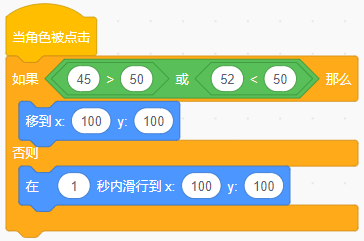 当角色被点击
如果 45 > 50 或 52 < 50 那么
移到 x: 100 y: 100
否则
在 1 秒内滑行到 x: 100 y: 100